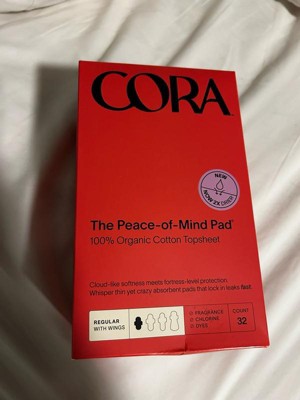 CORA
NEW
NOW 2X DRIER
The Peace-of-Mind Pad®
100% Organic Cotton Topsheet
Cloud-like softness meets fortress-level protection.
Whisper thin yet crazy absorbent pads that lock in leaks fast.
REGULAR
WITH WINGS
FRAGRANCE
CHLORINE
DYES
COUNT
32